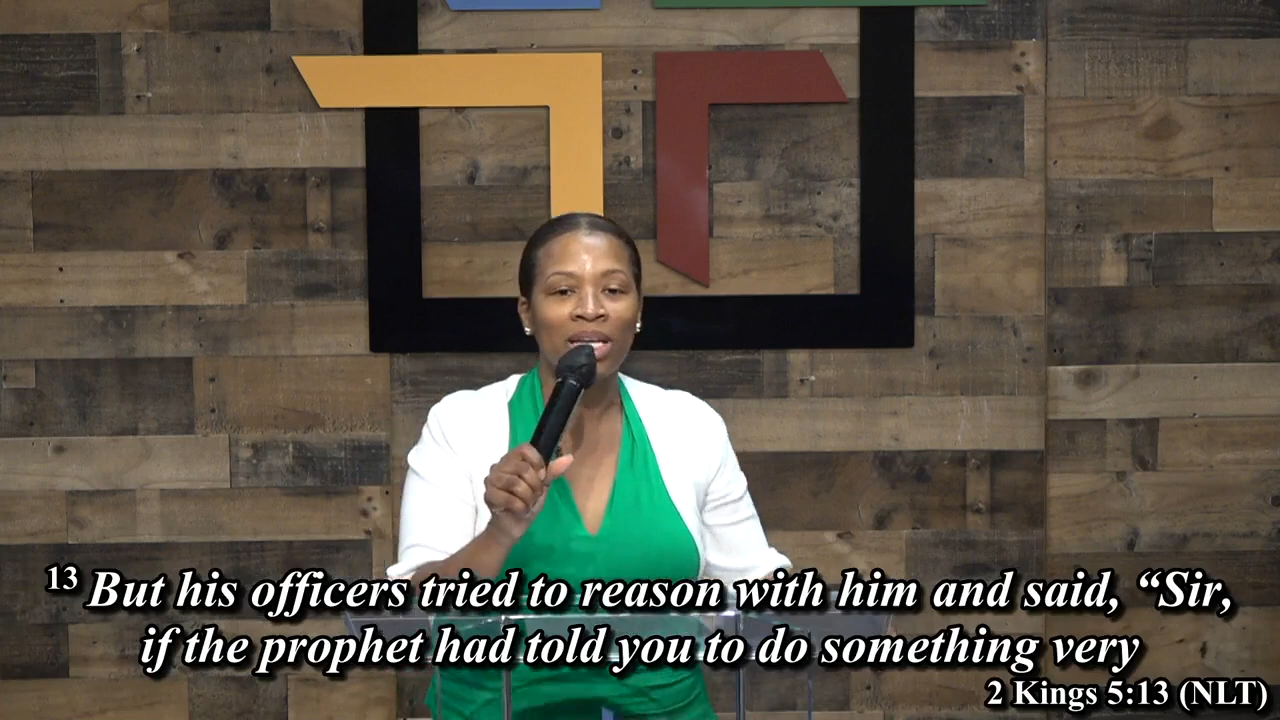 13 But his officers tried to reason with him and said, “Sir,
if the prophet had told you to do something very
2 Kings 5:13 (NLT)